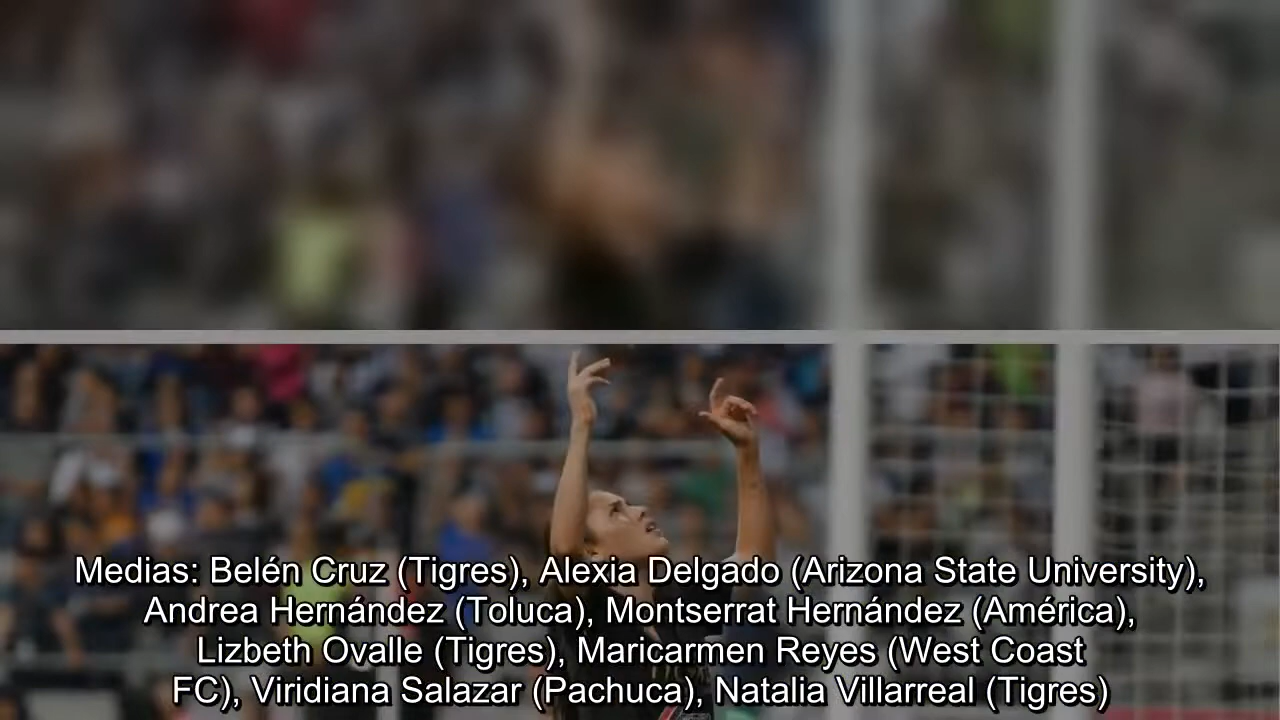 Medias: Belén Cruz (Tigres), Alexia Delgado (Arizona State University),
Andrea Hernández (Toluca), Montserrat Hernández (América),
Lizbeth Ovalle (Tigres), Maricarmen Reyes (West Coast
FC), Viridiana Salazar (Pachuca), Natalia Villarreal (Tigres)